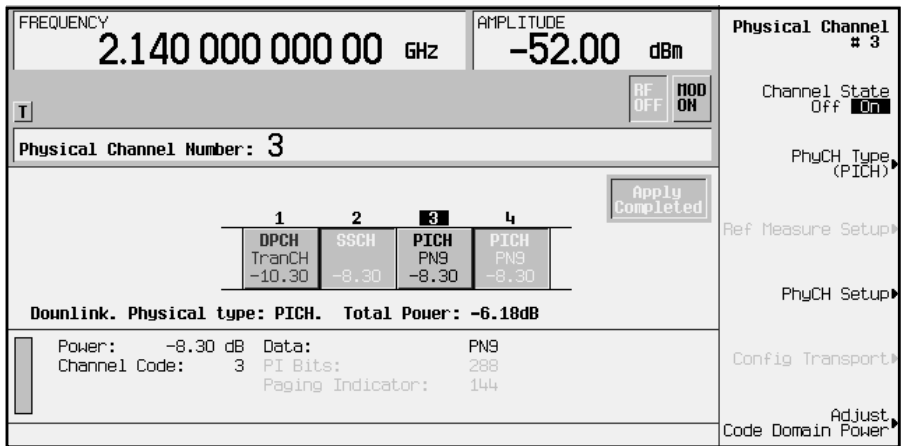 FREQUENCY
2.140 000 000 00 GHz
AMPLITUDE
-52.00 dBm
T
RF OFF
MOD ON
Physical Channel Number: 3
Apply Completed
1 2 3 4
DPCH SSCH PICH PICH
TranCH PN9 PN9
-10.30 -8.30 -8.30 -8.30
Downlink. Physical type: PICH. Total Power: -6.18dB
Power: -8.30 dB Data: PN9
Channel Code: 3 PI Bits: 288
Paging Indicator: 144
Physical Channel
# 3
Channel State
Off On
PhyCH Type
(PICH)
Ref Measure Setup
PhyCH Setup
Config Transport
Adjust
Code Domain Power